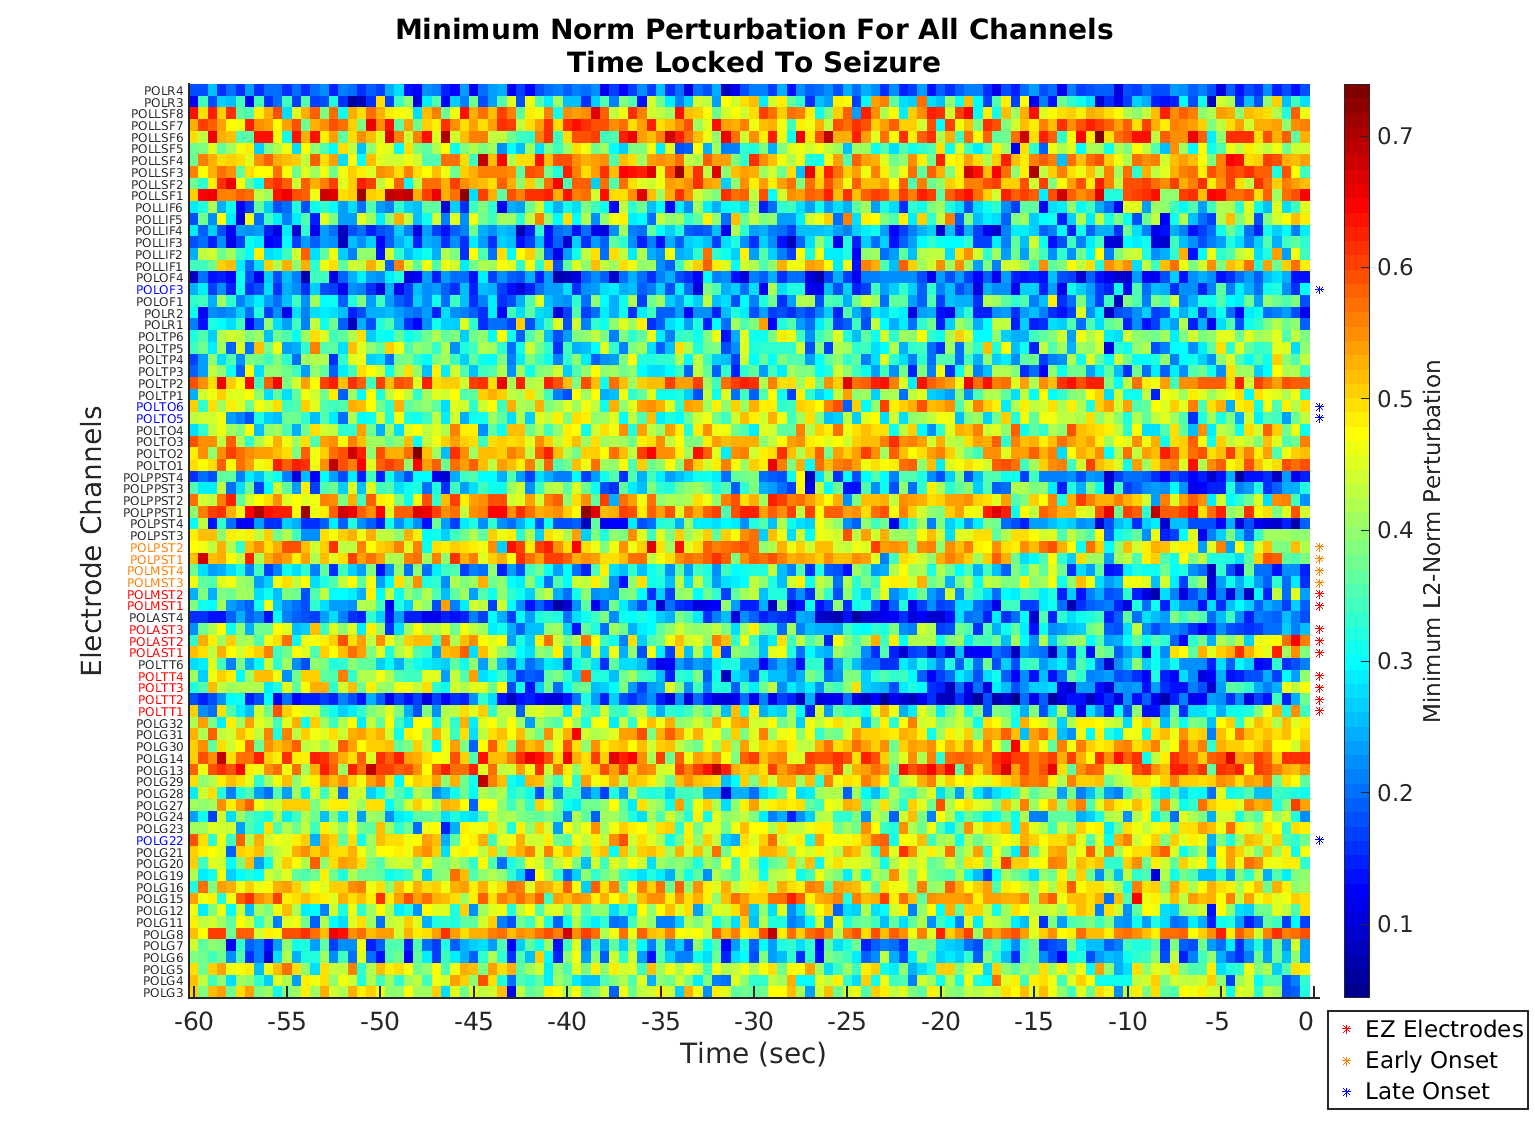 Minimum Norm Perturbation For All Channels
Time Locked To Seizure
Electrode Channels
POLR4
POLR3
POLLSF8
POLLSF7
POLLSF6
POLLSF5
POLLSF4
POLLSF3
POLLSF2
POLLSF1
POLLIF6
POLLIF5
POLLIF4
POLLIF3
POLLIF2
POLLIF1
POLOF4
POLOF3
POLOF1
POLR2
POLR1
POLTP6
POLTP5
POLTP4
POLTP3
POLTP2
POLTP1
POLTO6
POLTO5
POLTO4
POLTO3
POLTO2
POLTO1
POLPPST4
POLPPST3
POLPPST2
POLPPST1
POLPST4
POLPST3
POLPST2
POLPST1
POLMST4
POLMST3
POLMST2
POLMST1
POLAST4
POLAST3
POLAST2
POLAST1
POLTT6
POLTT4
POLTT3
POLTT2
POLTT1
POLG32
POLG31
POLG30
POLG14
POLG13
POLG29
POLG28
POLG27
POLG24
POLG23
POLG22
POLG21
POLG20
POLG19
POLG16
POLG15
POLG12
POLG11
POLG8
POLG7
POLG6
POLG5
POLG4
POLG3
-60 -55 -50 -45 -40 -35 -30 -25 -20 -15 -10 -5 0
Time (sec)
0.7
0.6
0.5
0.4
0.3
0.2
0.1
Minimum L2-Norm Perturbation
EZ Electrodes
Early Onset
Late Onset